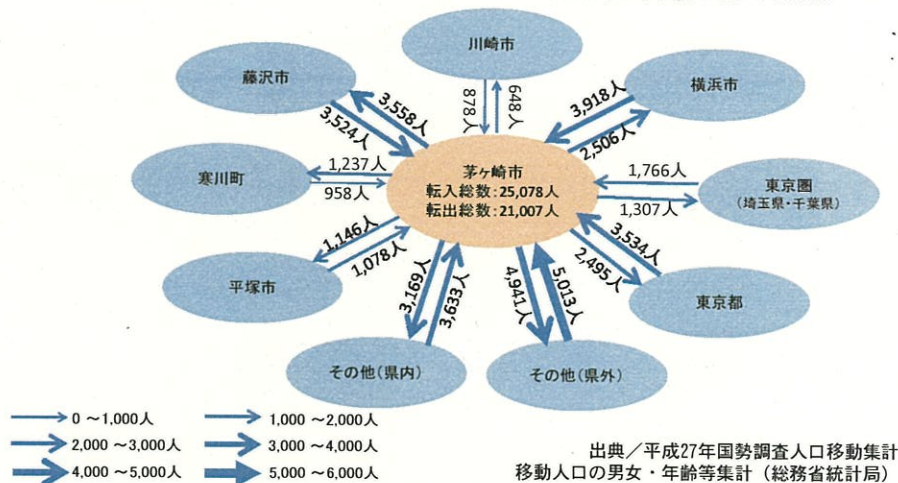 川崎市
藤沢市
横浜市
878人
648人
3,558人
3,524人
3,918人
2,506人
寒川町
1,237人
958人
茅ヶ崎市
転入総数:25,078人
転出総数:21,007人
1,766人
1,307人
東京圏
(埼玉県・千葉県)
平塚市
1,146人
1,078人
3,169人
3,633人
4,941人
5,013人
3,534人
2,495人
東京都
その他(県内)
その他(県外)
0 ~1,000人
1,000 ~2,000人
2,000 ~3,000人
3,000 ~4,000人
4,000 ~5,000人
5,000 ~6,000人
出典/平成27年国勢調査人口移動集計
移動人口の男女・年齢等集計(総務省統計局)